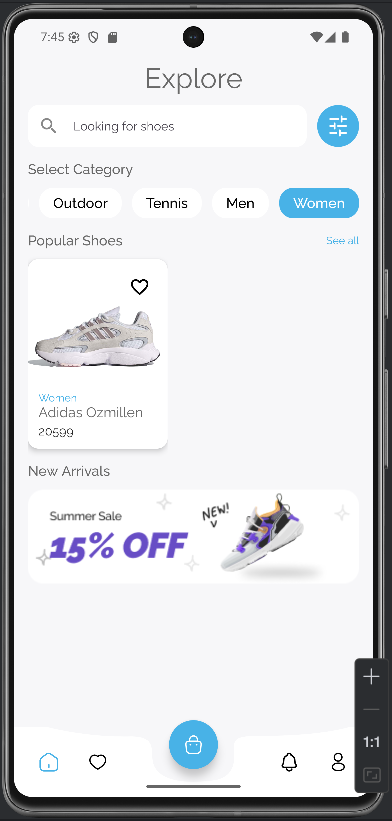 7:45
Explore
Looking for shoes
Select Category
Outdoor Tennis Men Women
Popular Shoes See all
Women
Adidas Ozmillen
20599
New Arrivals
Summer Sale
15% OFF
NEW!
1:1